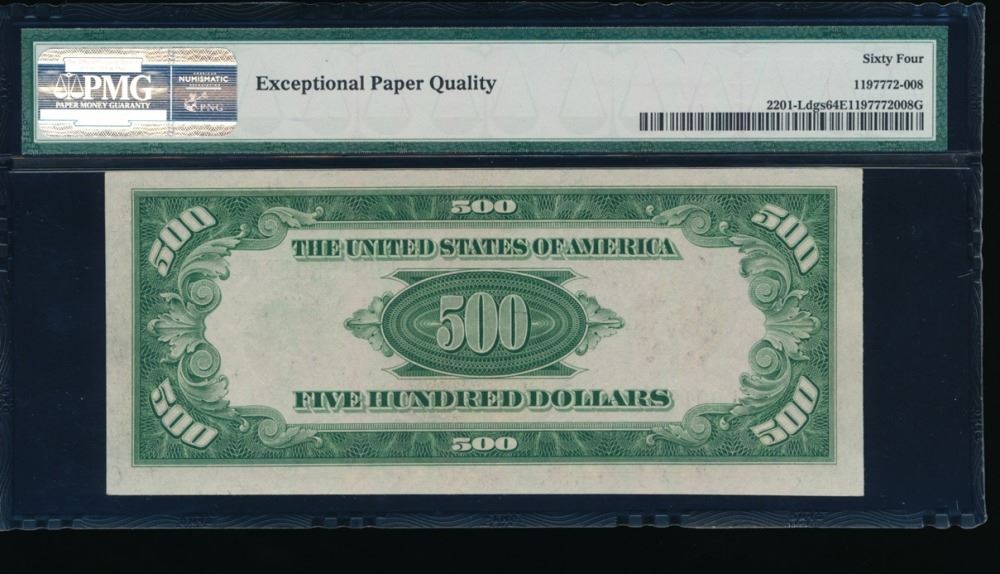 PMG
PAPER MONEY GUARANTY
NUMISMATIC
PNG
Exceptional Paper Quality
Sixty Four
1197772-008
2201-Ldgs64E1197772008G
500
500
500
THE UNITED STATES OF AMERICA
500
FIVE HUNDRED DOLLARS
500
500
500